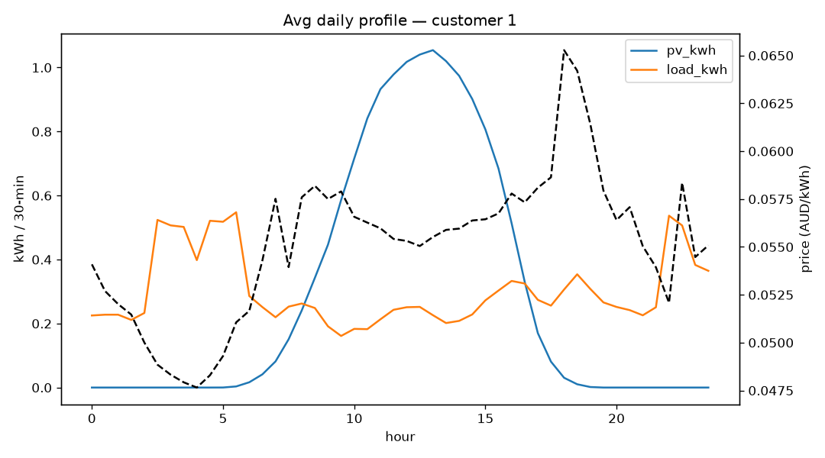 Avg daily profile — customer 1
pv_kwh
load_kwh
kWh / 30-min
1.0
0.8
0.6
0.4
0.2
0.0
0.0650
0.0625
0.0600
0.0575
0.0550
0.0525
0.0500
0.0475
price (AUD/kWh)
0 5 10 15 20
hour